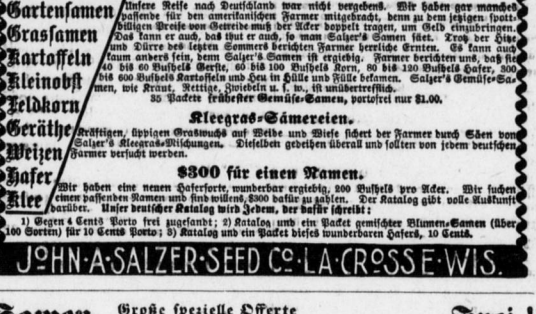 Gartensamen
Grassamen
Kartoffeln
Kleinobst
Feldkorn
Geräthe
Weizen
Hafer
Klee
Unsere Reise nach Deutschland war nicht vergebens. Wir haben gar manches
passende für den amerikanischen Farmer mitgebracht, denn zu dem jetzigen spott-
billigen Preise von Getreide muß der Acker doppelt tragen, um Geld einzubringen.
Das kann er auch, das thut er auch, so man Salzer's Samen säet. Trotz der Hitze
und Dürre des letzten Sommers berichten Farmer herrliche Ernten. Es kann auch
kaum anders sein, denn Salzer's Samen ist ergiebig. Farmer berichten uns, daß sie
40 bis 60 Bushels Gerste, 60 bis 100 Bushels Korn, 80 bis 120 Bushels Hafer, 300
bis 600 Bushels Kartoffeln und Heu in Hülle und Fülle bekamen. Salzer's Gemüse-Sa-
men, wie Kraut, Rettige, Zwiebeln u. s. w., ist unübertrefflich.
35 Packete frühester Gemüse-Samen, portofrei nur $1.00.
Kleegras-Sämereien.
Kräftigen, üppigen Graswuchs auf Weide und Wiese sichert der Farmer durch Säen von
Salzer's Kleegras-Mischungen. Dieselben gedeihen überall und sollten von jedem deutschen
Farmer versucht werden.
$300 für einen Namen.
Wir haben eine neuen Hafersorte, wunderbar ergiebig, 200 Bushels pro Acker. Wir suchen
einen passenden Namen und sind willens, $300 dafür zu zahlen. Der Katalog gibt volle Auskunft
darüber. Unser deutscher Katalog wird Jedem, der dafür schreibt:
1) Gegen 4 Cents Porto frei zugesandt; 2) Katalog und ein Packet gemischter Blumen-Samen (über
100 Sorten) für 10 Cents Porto; 3) Katalog und ein Packet dieses wunderbaren Hafers, 10 Cents.
JOHN·A·SALZER·SEED Co·LA·CROSSE·WIS.
Große spezielle Offerte